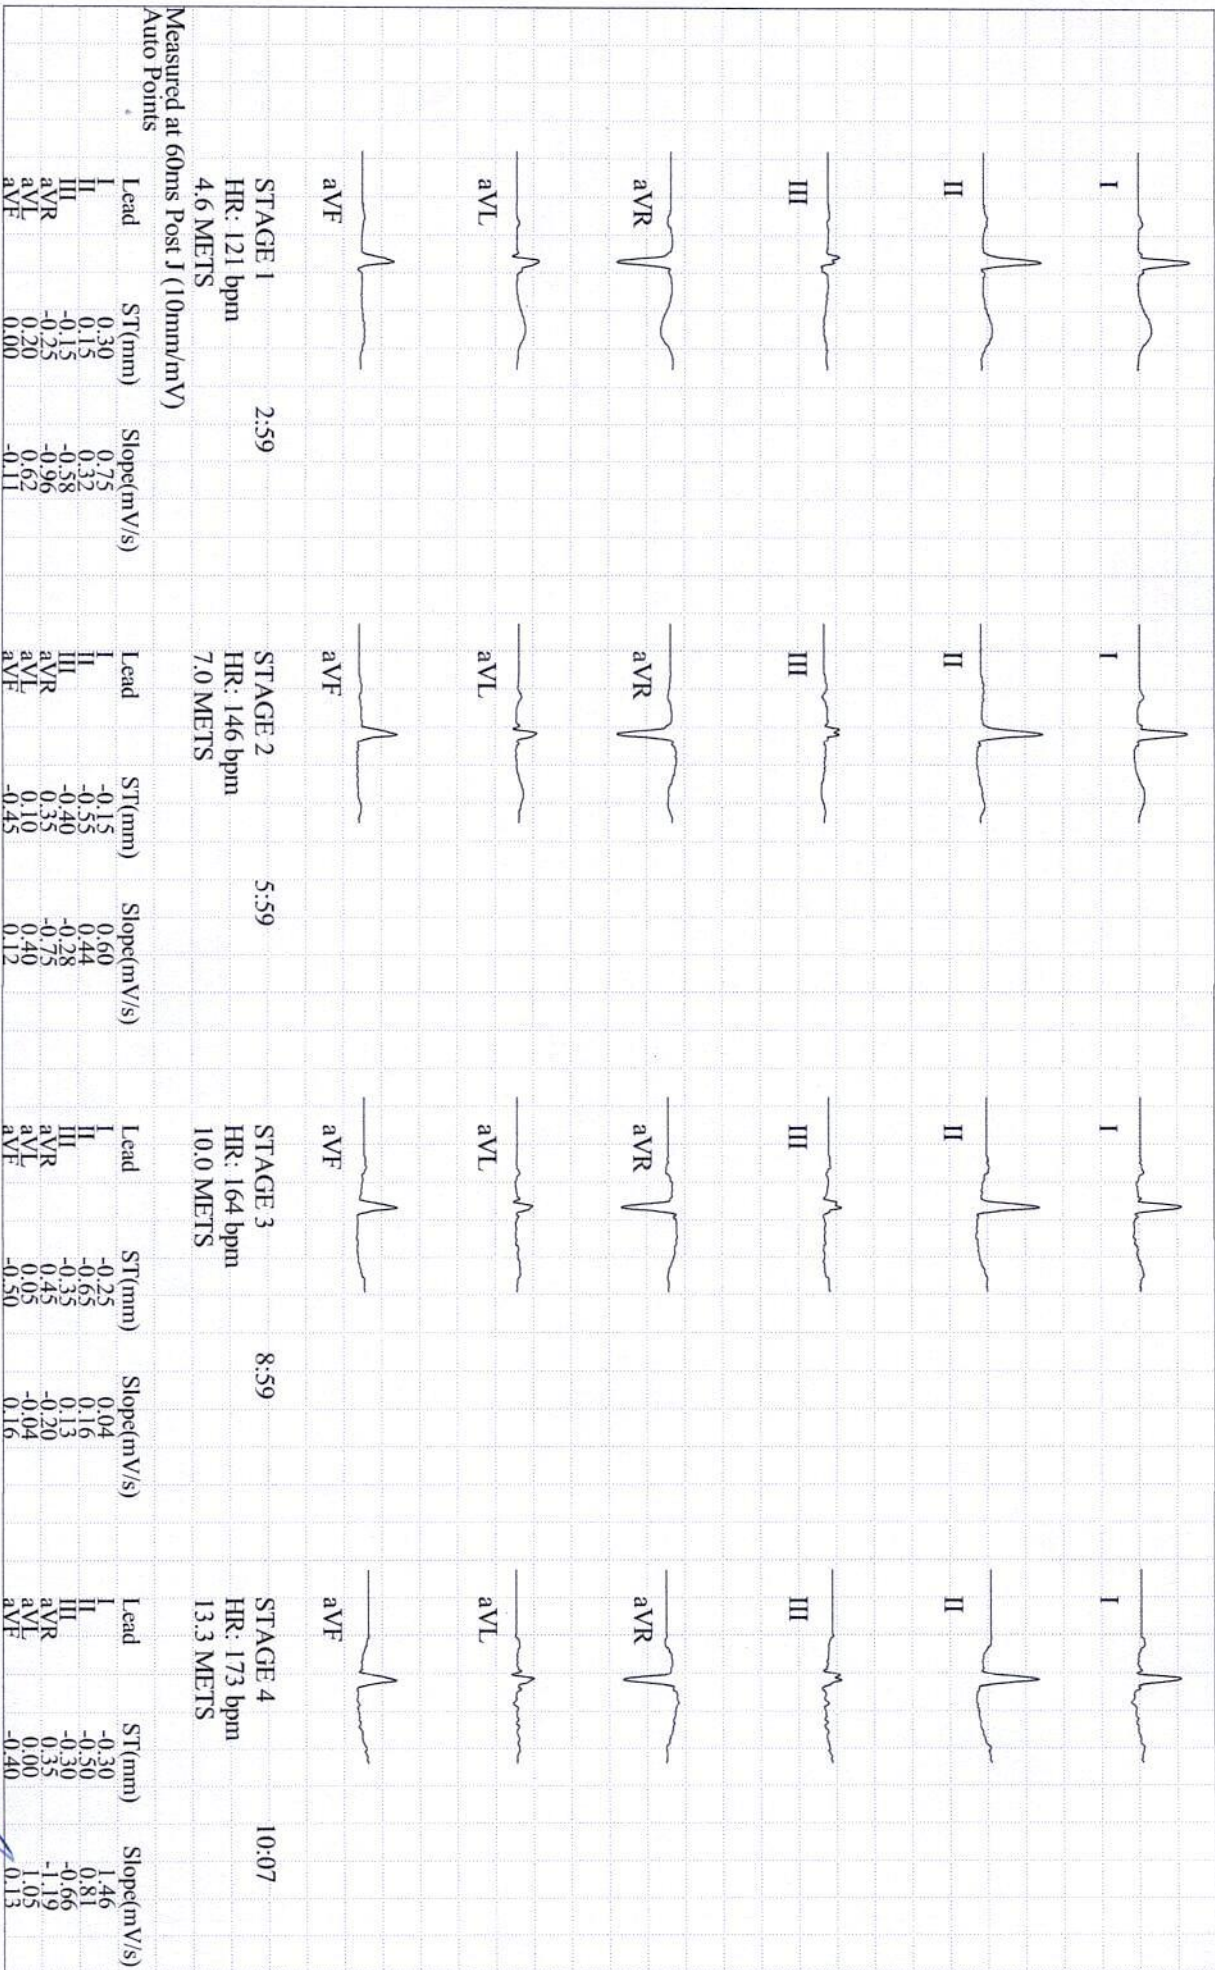 I I I I
II II II II
III III III III
aVR aVR aVR aVR
aVL aVL aVL aVL
aVF aVF aVF aVF
STAGE 1 2:59 STAGE 2 5:59 STAGE 3 8:59 STAGE 4 10:07
HR: 121 bpm HR: 146 bpm HR: 164 bpm HR: 173 bpm
4.6 METS 7.0 METS 10.0 METS 13.3 METS
Measured at 60ms Post J (10mm/mV)
Auto Points
Lead ST(mm) Slope(mV/s) Lead ST(mm) Slope(mV/s) Lead ST(mm) Slope(mV/s) Lead ST(mm) Slope(mV/s)
I 0.30 0.75 I -0.15 0.60 I -0.25 0.04 I -0.30 1.46
II 0.15 0.32 II -0.55 0.44 II -0.65 0.16 II -0.50 0.81
III -0.15 -0.58 III -0.40 -0.28 III -0.35 0.13 III -0.30 -0.66
aVR -0.25 -0.96 aVR 0.35 -0.75 aVR 0.45 -0.20 aVR 0.35 -1.19
aVL 0.20 0.62 aVL 0.10 0.40 aVL 0.05 -0.04 aVL 0.00 1.05
aVF 0.00 -0.11 aVF -0.45 0.12 aVF -0.50 0.16 aVF -0.40 0.13